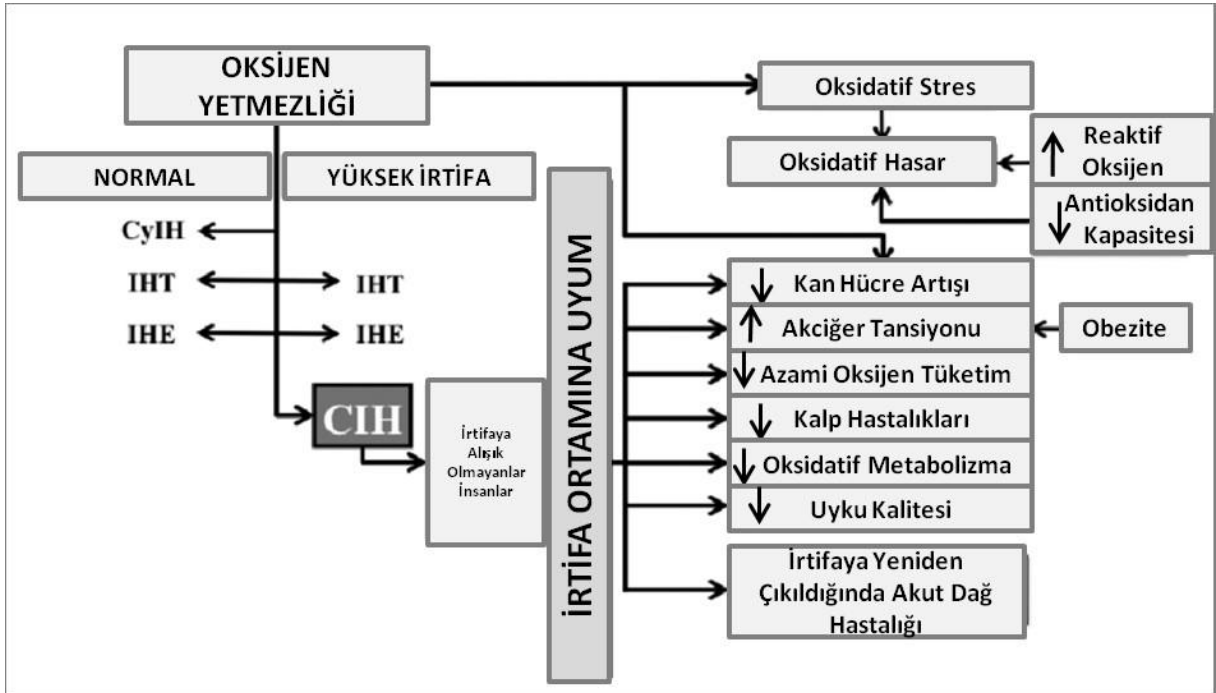 OKSİJEN
YETMEZLİĞİ
NORMAL
YÜKSEK İRTİFA
CyIH
IHT
IHT
IHE
IHE
CIH
İrtifaya
Alışık
Olmayanlar
İnsanlar
İRTİFA ORTAMINA UYUM
Oksidatif Stres
Oksidatif Hasar
Reaktif
Oksijen
Antioksidan
Kapasitesi
Kan Hücre Artışı
Akciğer Tansiyonu
Obezite
Azami Oksijen Tüketim
Kalp Hastalıkları
Oksidatif Metabolizma
Uyku Kalitesi
İrtifaya Yeniden
Çıkıldığında Akut Dağ
Hastalığı